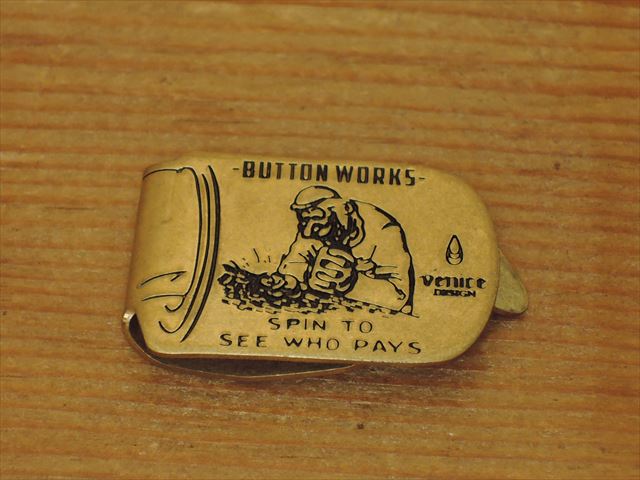 -BUTTON WORKS-
venice
DESIGN
SPIN TO
SEE WHO PAYS